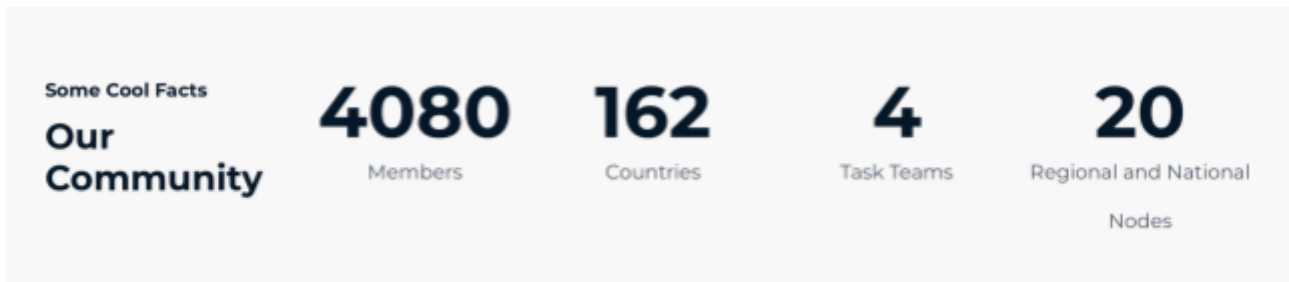 Some Cool Facts
Our
Community
4080
Members
162
Countries
4
Task Teams
20
Regional and National
Nodes